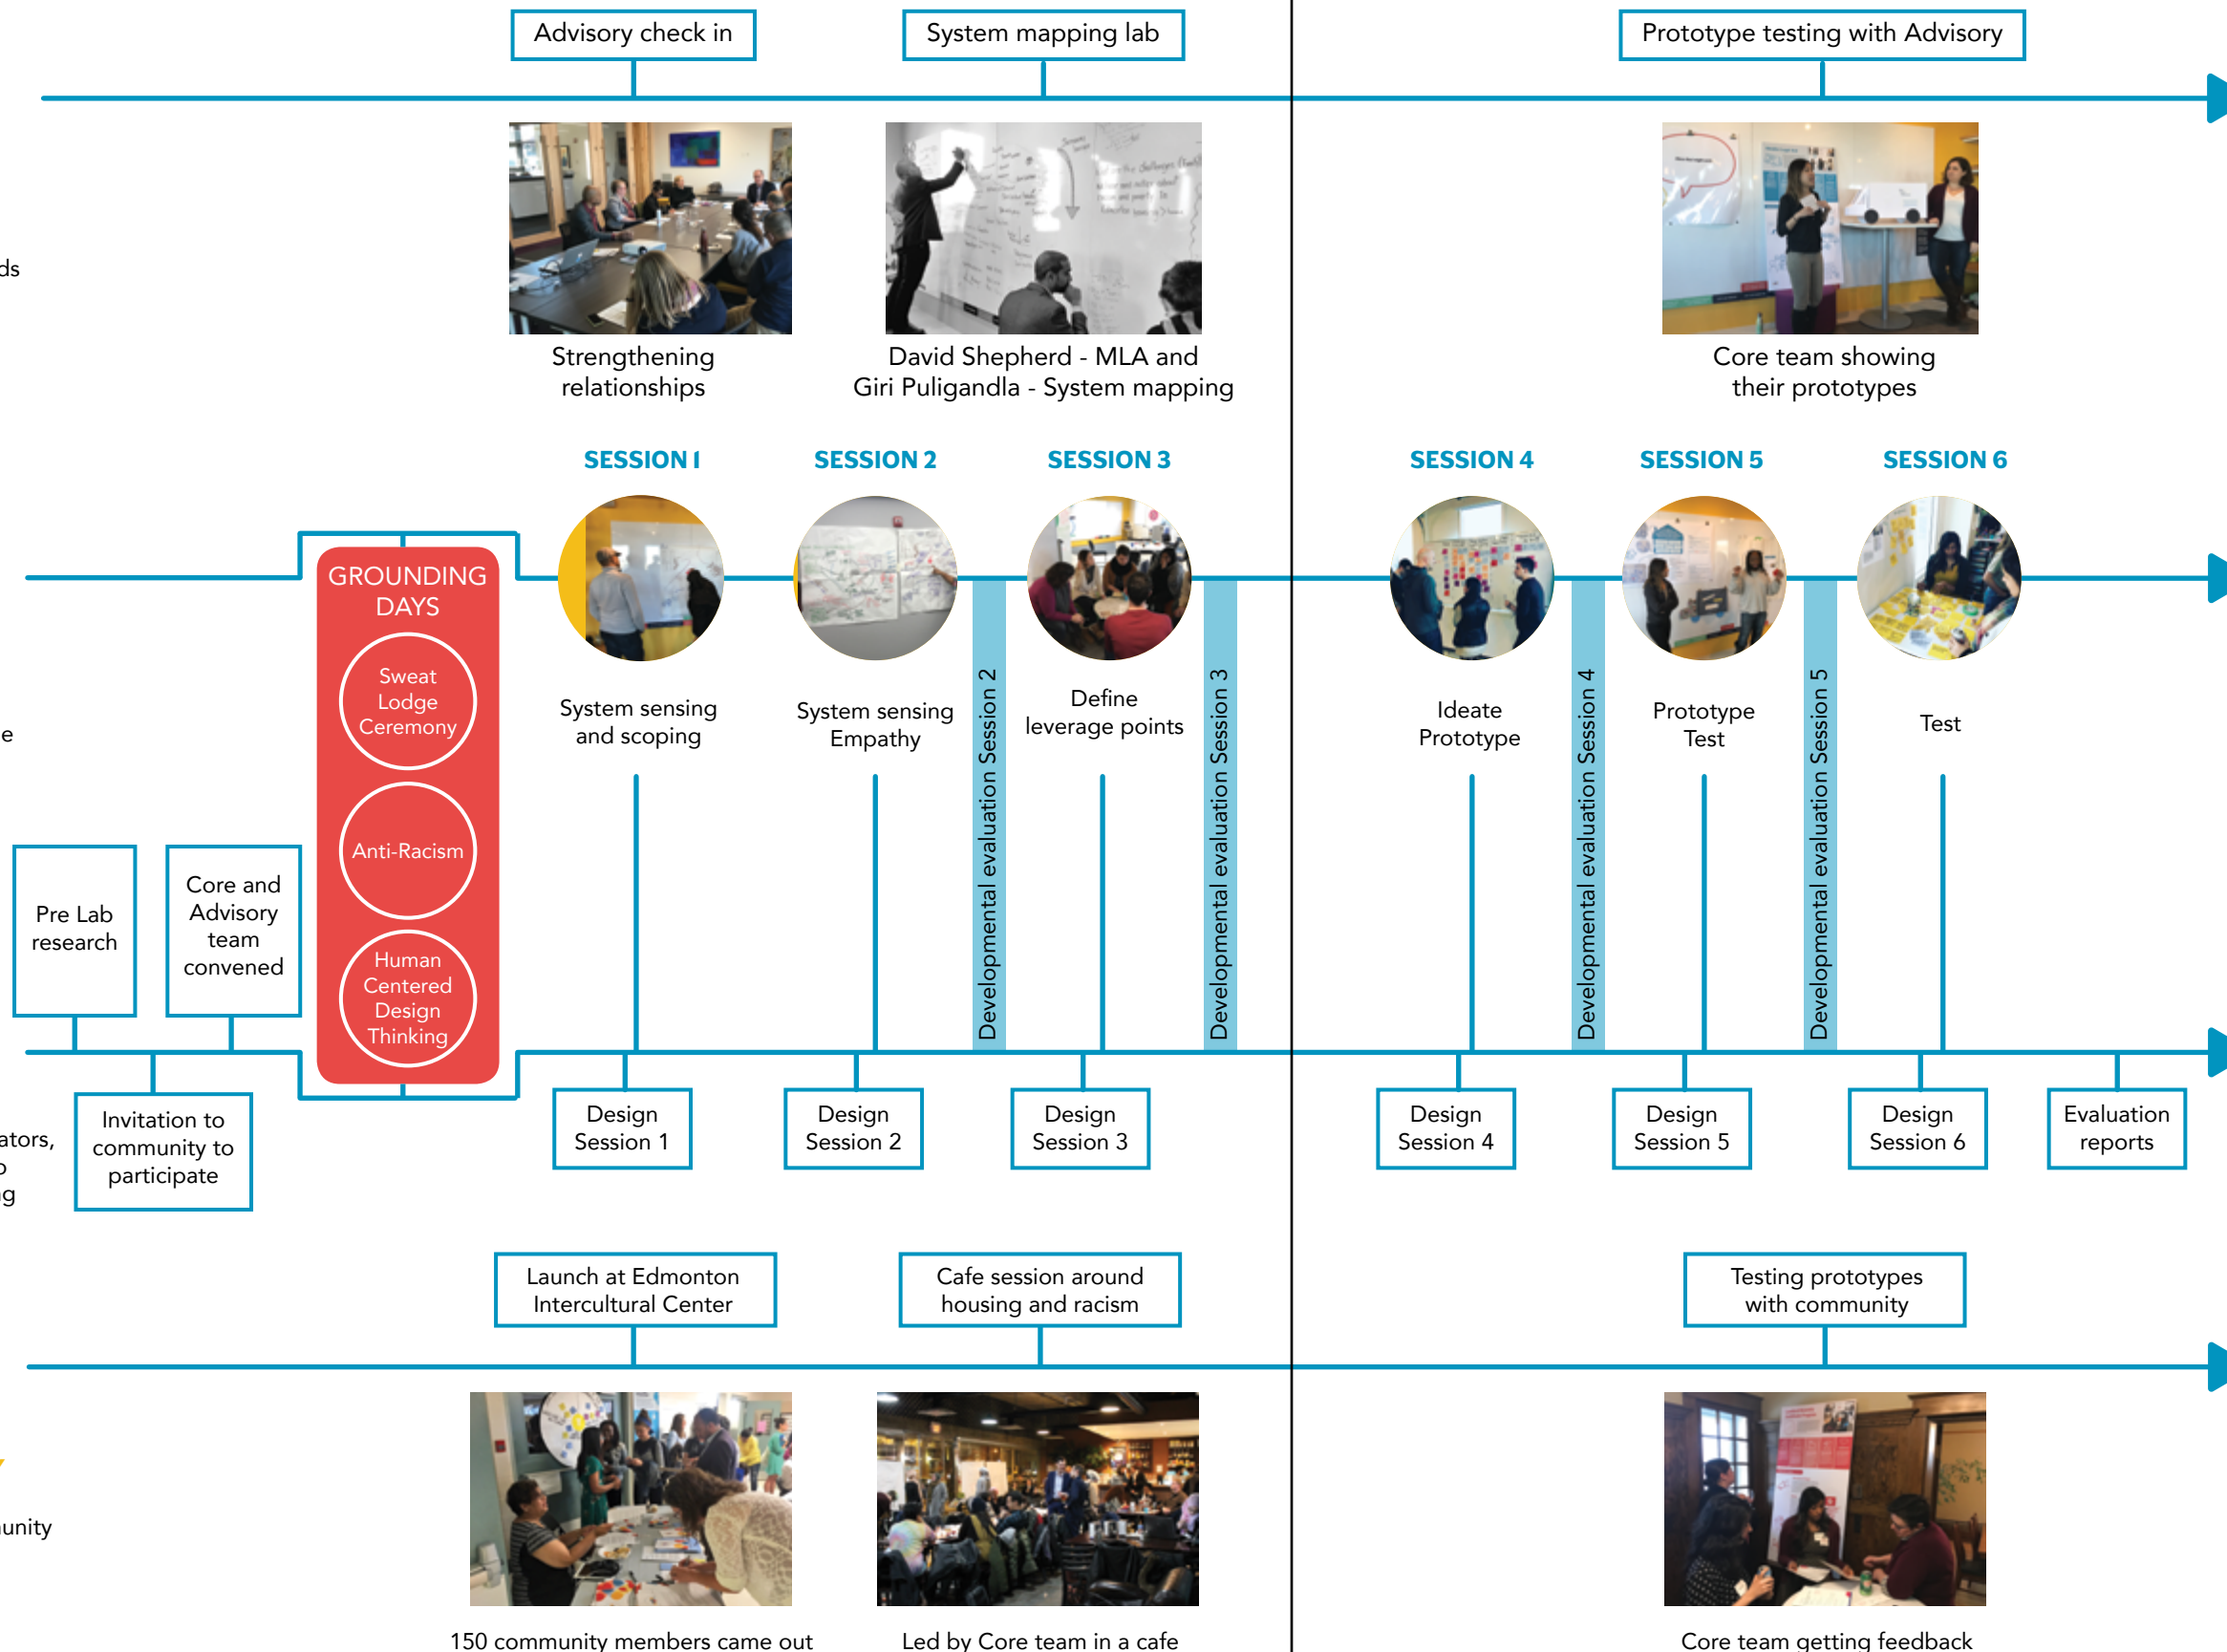 Advisory check in
System mapping lab
Prototype testing with Advisory
ds
Strengthening
relationships
David Shepherd - MLA and
Giri Puligandla - System mapping
Core team showing
their prototypes
SESSION 1
SESSION 2
SESSION 3
SESSION 4
SESSION 5
SESSION 6
GROUNDING
DAYS
Sweat
Lodge
Ceremony
Anti-Racism
Human
Centered
Design
Thinking
System sensing
and scoping
System sensing
Empathy
Developmental evaluation Session 2
Define
leverage points
Developmental evaluation Session 3
Ideate
Prototype
Developmental evaluation Session 4
Prototype
Test
Developmental evaluation Session 5
Test
e
Pre Lab
research
Core and
Advisory
team
convened
ators,
o
g
Invitation to
community to
participate
Design
Session 1
Design
Session 2
Design
Session 3
Design
Session 4
Design
Session 5
Design
Session 6
Evaluation
reports
Launch at Edmonton
Intercultural Center
Cafe session around
housing and racism
Testing prototypes
with community
unity
150 community members came out
Led by Core team in a cafe
Core team getting feedback